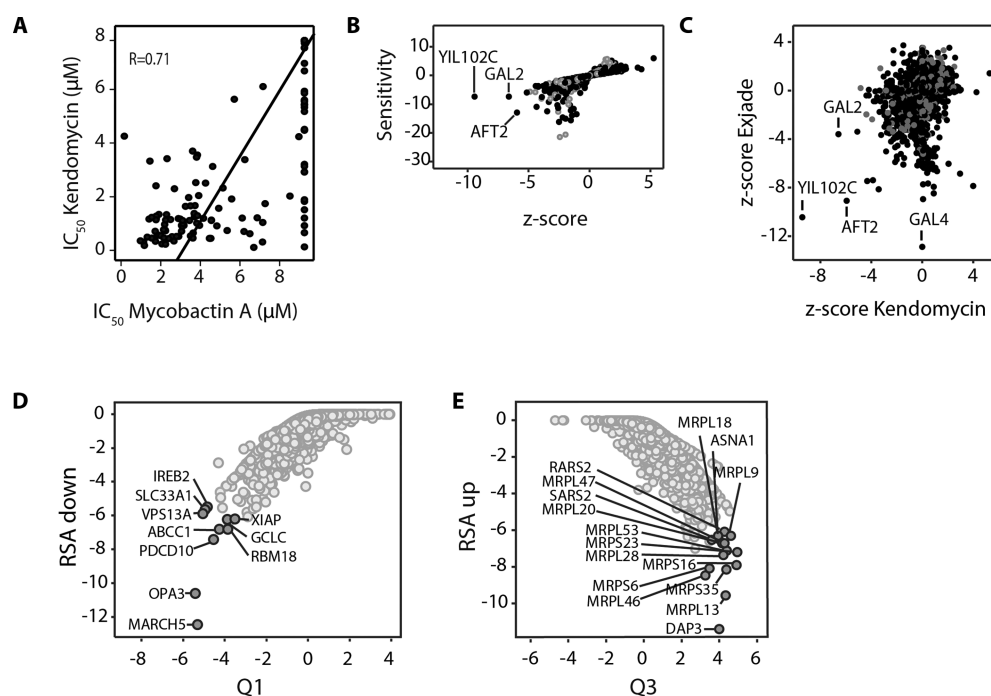 A
8
6
4
2
0
R=0.71
IC50 Kendomycin (μM)
0 2 4 6 8
IC50 Mycobactin A (μM)
B
10
0
-10
-20
-30
Sensitivity
YIL102C
GAL2
AFT2
-10 -5 0 5
z-score
C
4
0
-4
-8
-12
z-score Exjade
GAL2
YIL102C
AFT2
GAL4
-8 -4 0 4
z-score Kendomycin
D
0
-2
-4
-6
-8
-10
-12
RSA down
IREB2
SLC33A1
VPS13A
ABCC1
PDCD10
XIAP
GCLC
RBM18
OPA3
MARCH5
-8 -6 -4 -2 0 2 4
Q1
E
0
-2
-4
-6
-8
-10
RSA up
MRPL18
ASNA1
MRPL9
RARS2
MRPL47
SARS2
MRPL20
MRPL53
MRPS23
MRPL28
MRPS16
MRPS6
MRPL46
MRPS35
MRPL13
DAP3
-6 -4 -2 0 2 4 6
Q3